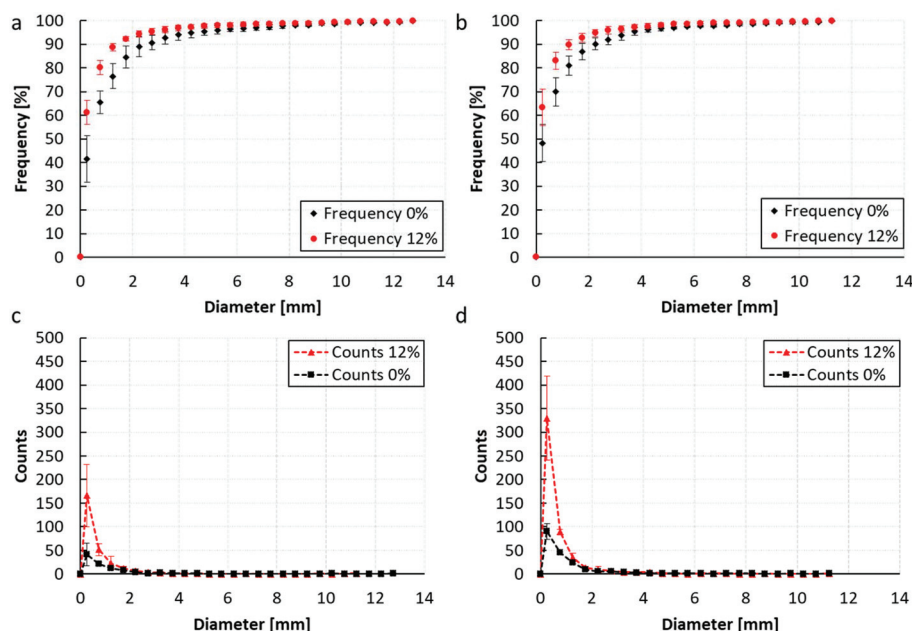 a
100
90
80
70
60
50
40
30
20
10
0
Frequency [%]
Frequency 0%
Frequency 12%
0 2 4 6 8 10 12 14
Diameter [mm]
b
100
90
80
70
60
50
40
30
20
10
0
Frequency [%]
Frequency 0%
Frequency 12%
0 2 4 6 8 10 12 14
Diameter [mm]
c
500
450
400
350
300
250
200
150
100
50
0
Counts
Counts 12%
Counts 0%
0 2 4 6 8 10 12 14
Diameter [mm]
d
500
450
400
350
300
250
200
150
100
50
0
Counts
Counts 12%
Counts 0%
0 2 4 6 8 10 12 14
Diameter [mm]